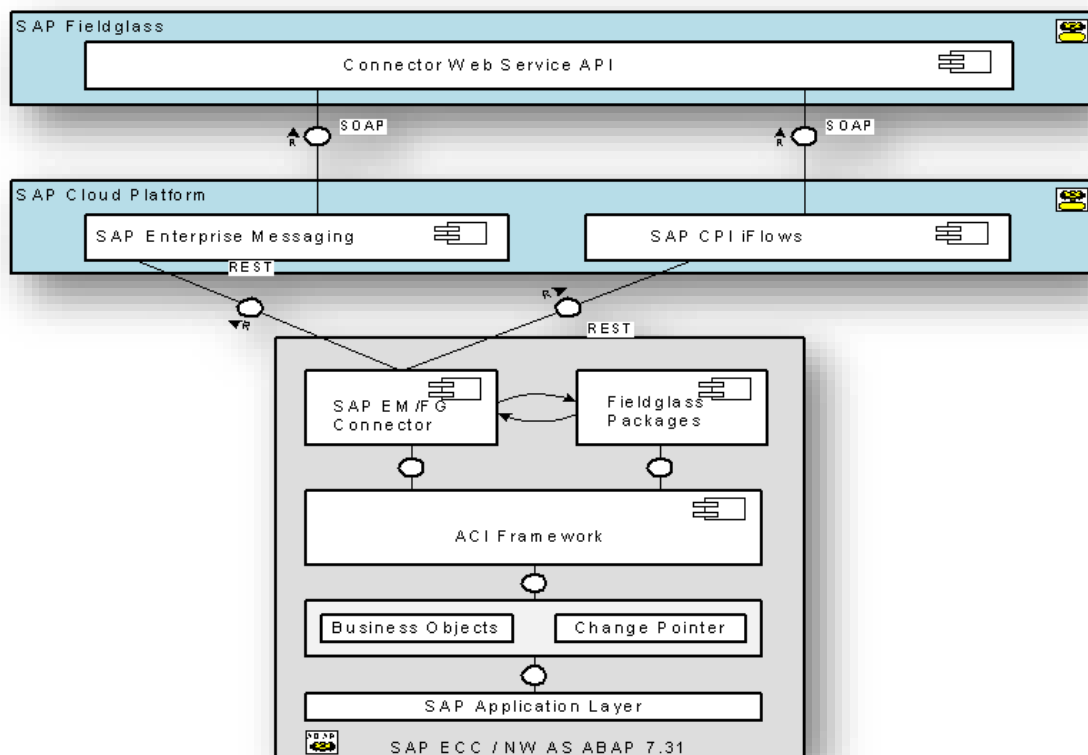 SAP Fieldglass
Connector Web Service API
R
SOAP
R
SOAP
SAP Cloud Platform
SAP Enterprise Messaging
SAP CPI iFlows
REST
R
R
REST
SAP EM/FG
Connector
Fieldglass
Packages
ACI Framework
Business Objects
Change Pointer
SAP Application Layer
SAP ECC / NW AS ABAP 7.31